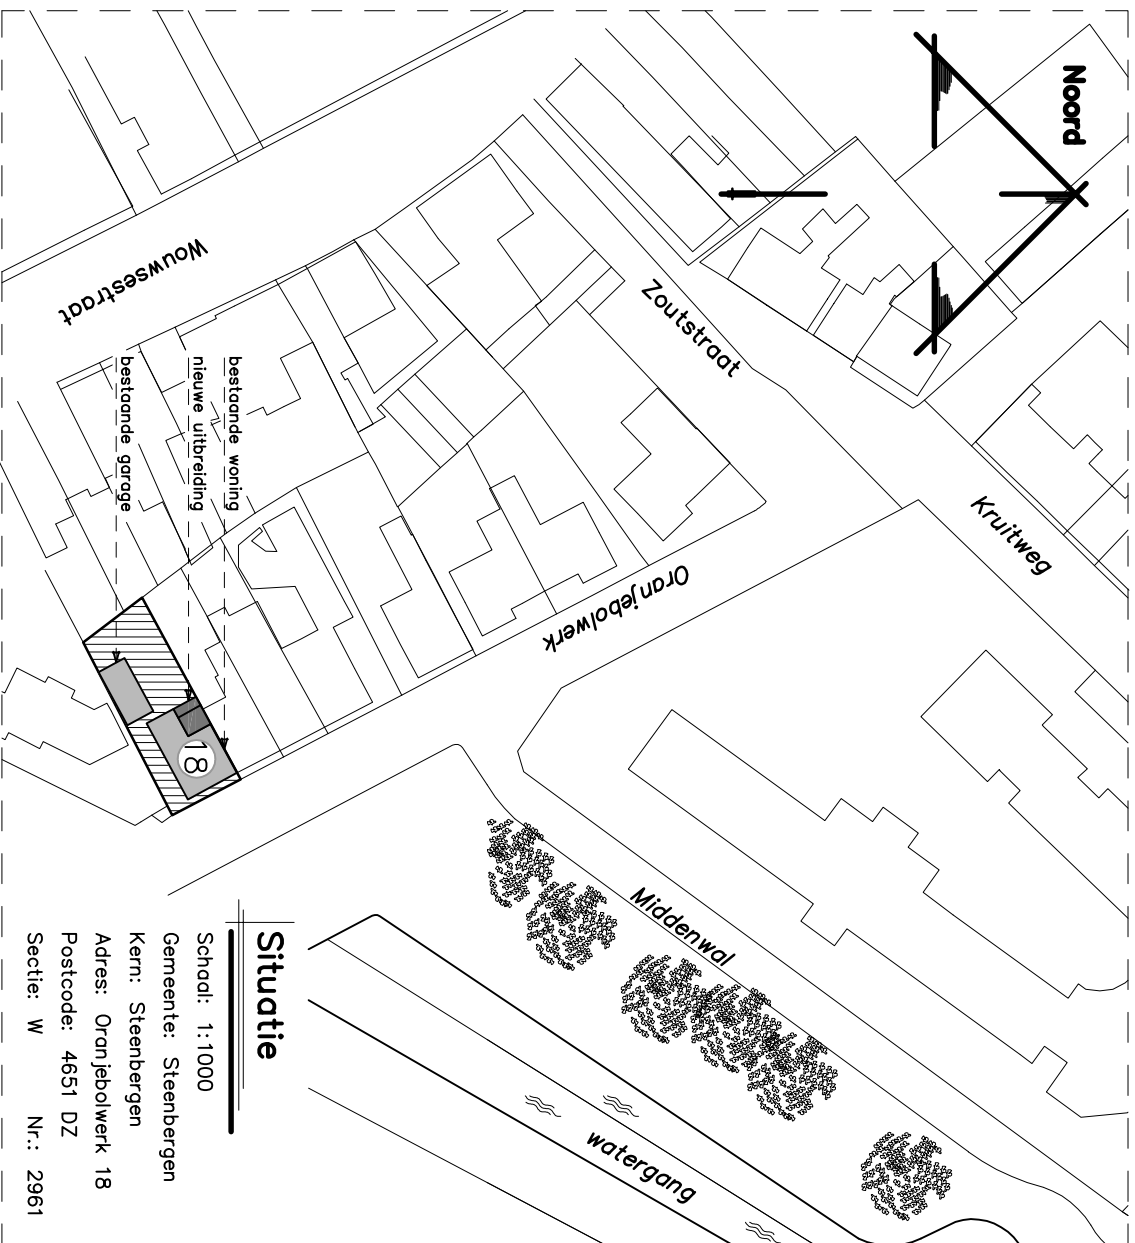 Noord
Wouwsestraat
Zoutstraat
Kruitweg
Oranjebolwerk
bestaande woning
nieuwe uitbreiding
bestaande garage
18
Middenwal
watergang
Situatie
Schaal: 1:1000
Gemeente: Steenbergen
Kern: Steenbergen
Adres: Oranjebolwerk 18
Postcode: 4651 DZ
Sectie: W Nr.: 2961